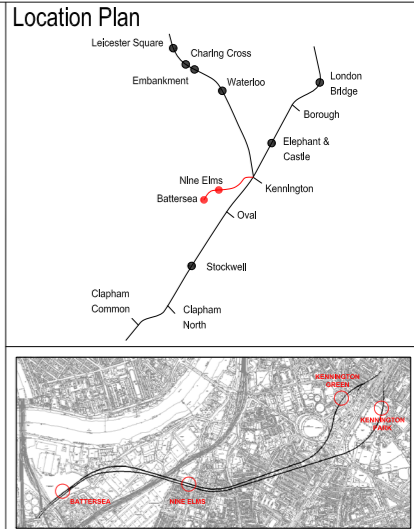 Location Plan
Leicester Square
Charing Cross
Embankment
Waterloo
London
Bridge
Borough
Elephant &
Castle
Nine Elms
Battersea
Kennington
Oval
Stockwell
Clapham
Common
Clapham
North
KENNINGTON
GREEN
KENNINGTON
PARK
BATTERSEA
NINE ELMS